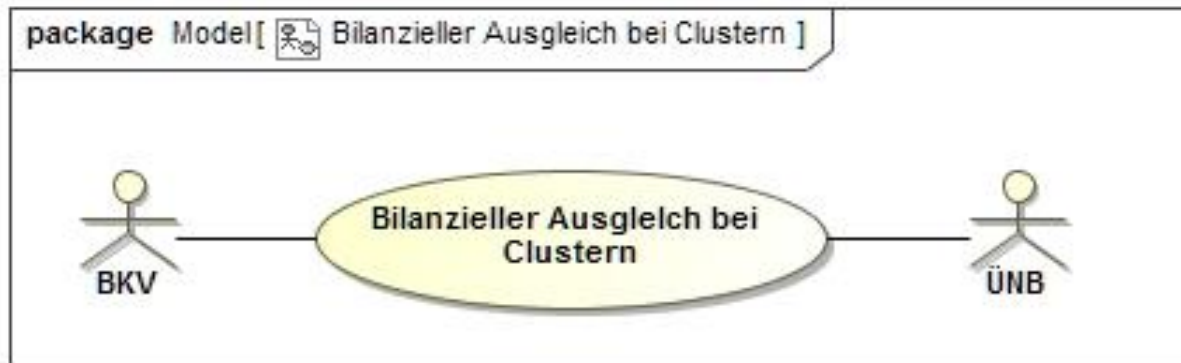 package Model[ Bilanzieller Ausgleich bei Clustern ]
Bilanzieller Ausgleich bei
Clustern
BKV
ÜNB